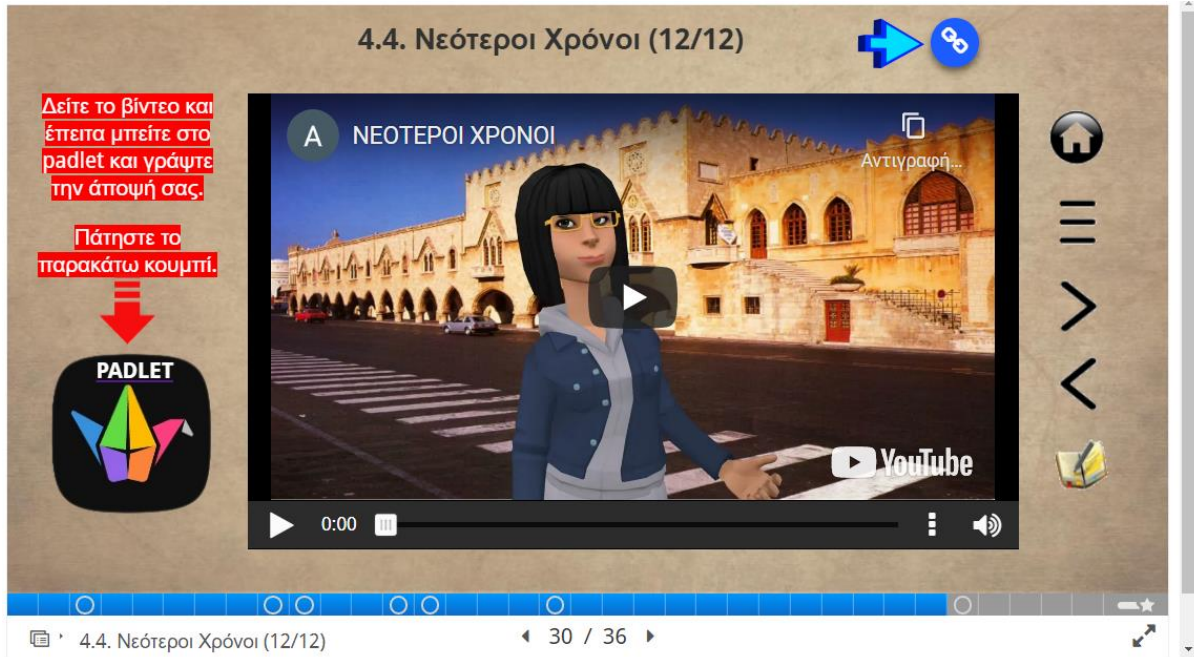 4.4. Νεότεροι Χρόνοι (12/12)
Δείτε το βίντεο και
έπειτα μπείτε στο
padlet και γράψτε
την άποψή σας.
Πάτηστε το
παρακάτω κουμπί.
PADLET
Α
ΝΕΟΤΕΡΟΙ ΧΡΟΝΟΙ
Αντιγραφή...
YouTube
0:00
4.4. Νεότεροι Χρόνοι (12/12)
30 / 36